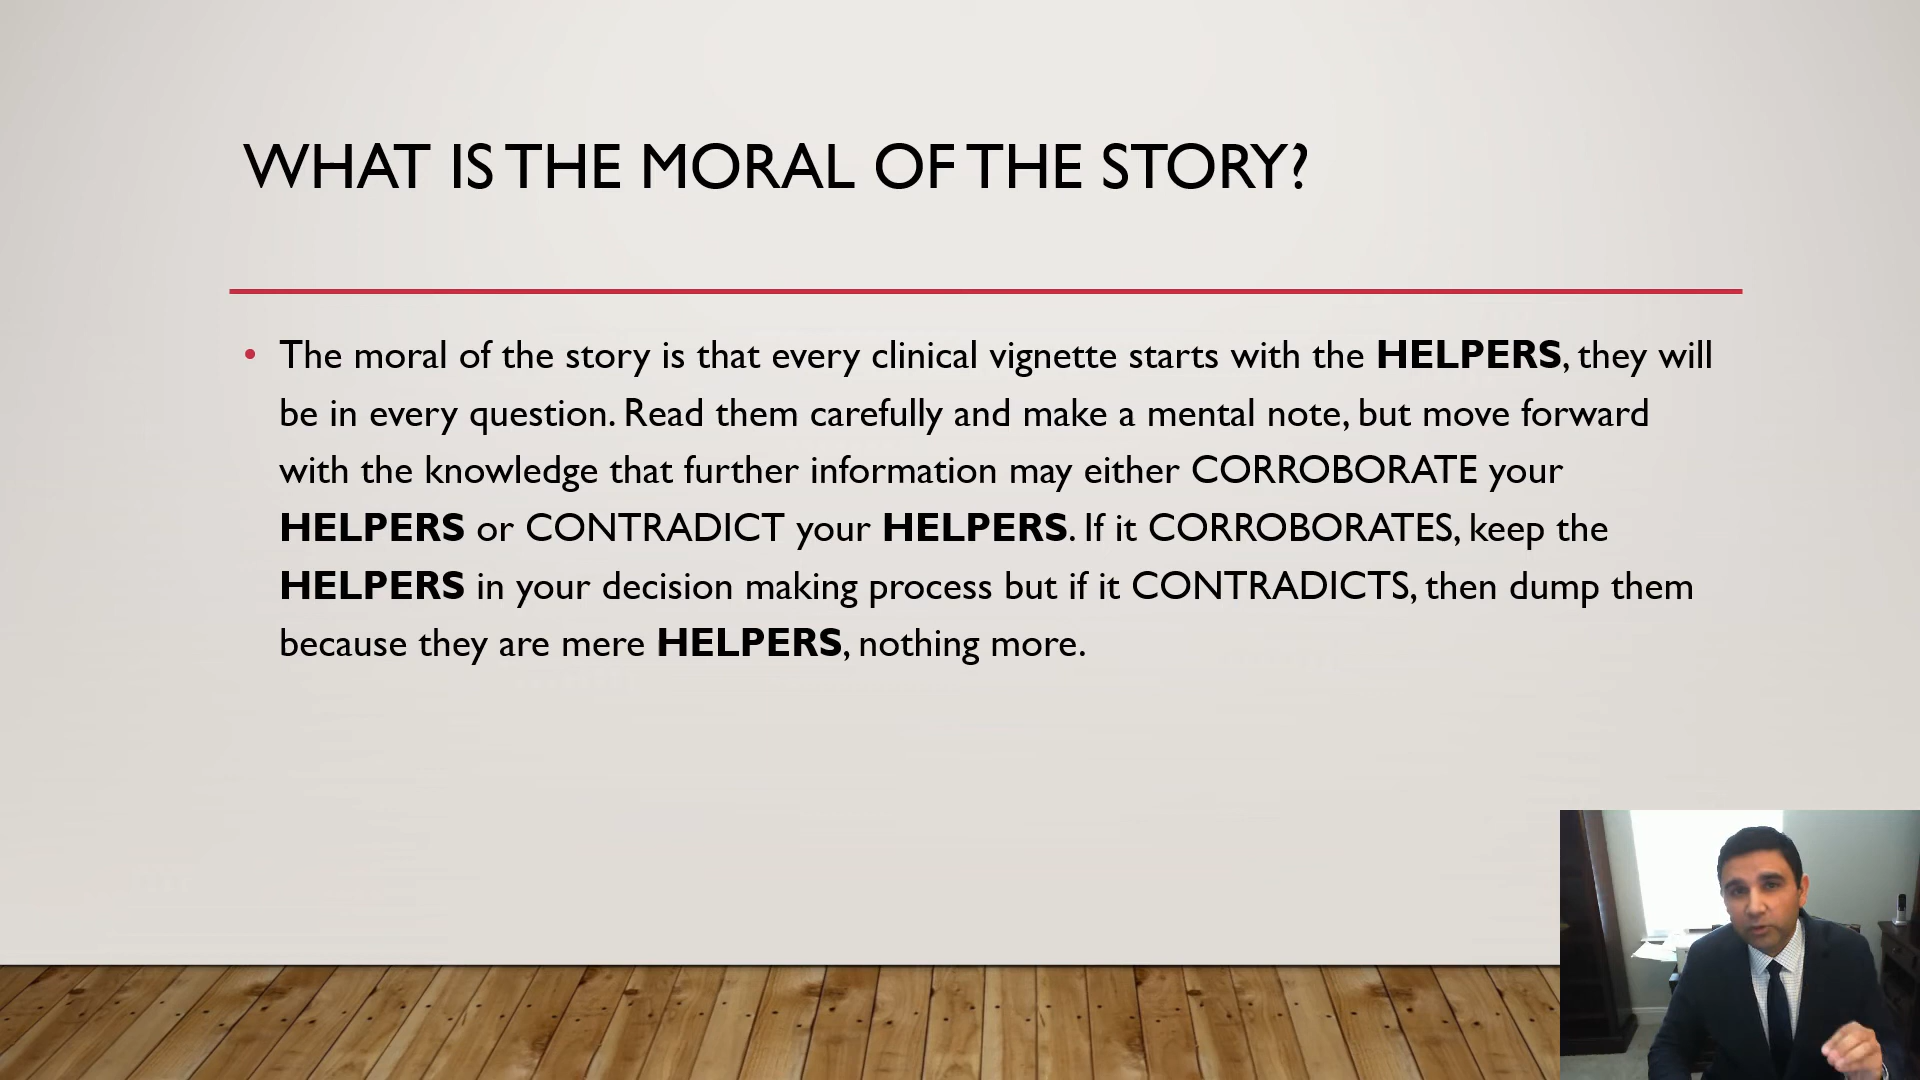 WHAT IS THE MORAL OF THE STORY?
• The moral of the story is that every clinical vignette starts with the HELPERS, they will
be in every question. Read them carefully and make a mental note, but move forward
with the knowledge that further information may either CORROBORATE your
HELPERS or CONTRADICT your HELPERS. If it CORROBORATES, keep the
HELPERS in your decision making process but if it CONTRADICTS, then dump them
because they are mere HELPERS, nothing more.